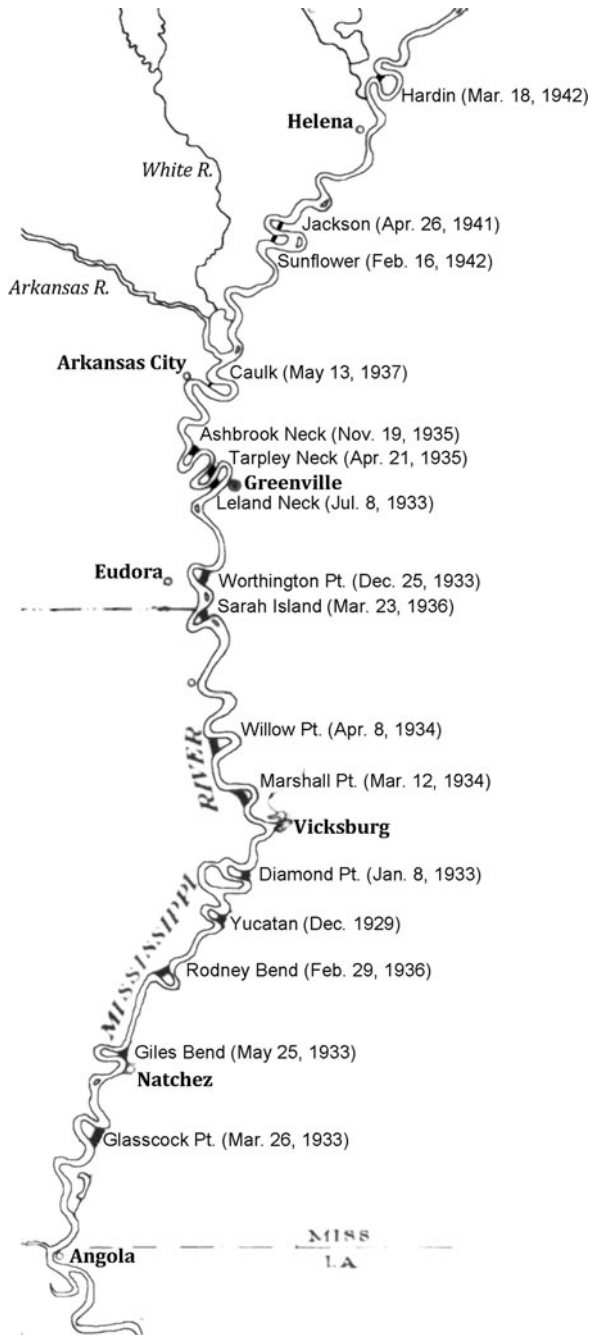 Hardin (Mar. 18, 1942)
Helena
White R.
Jackson (Apr. 26, 1941)
Sunflower (Feb. 16, 1942)
Arkansas R.
Arkansas City
Caulk (May 13, 1937)
Ashbrook Neck (Nov. 19, 1935)
Tarpley Neck (Apr. 21, 1935)
Greenville
Leland Neck (Jul. 8, 1933)
Eudora
Worthington Pt. (Dec. 25, 1933)
Sarah Island (Mar. 23, 1936)
Willow Pt. (Apr. 8, 1934)
Marshall Pt. (Mar. 12, 1934)
Vicksburg
MISSISSIPPI RIVER
Diamond Pt. (Jan. 8, 1933)
Yucatan (Dec. 1929)
Rodney Bend (Feb. 29, 1936)
Giles Bend (May 25, 1933)
Natchez
Glasscock Pt. (Mar. 26, 1933)
MISS
LA
Angola